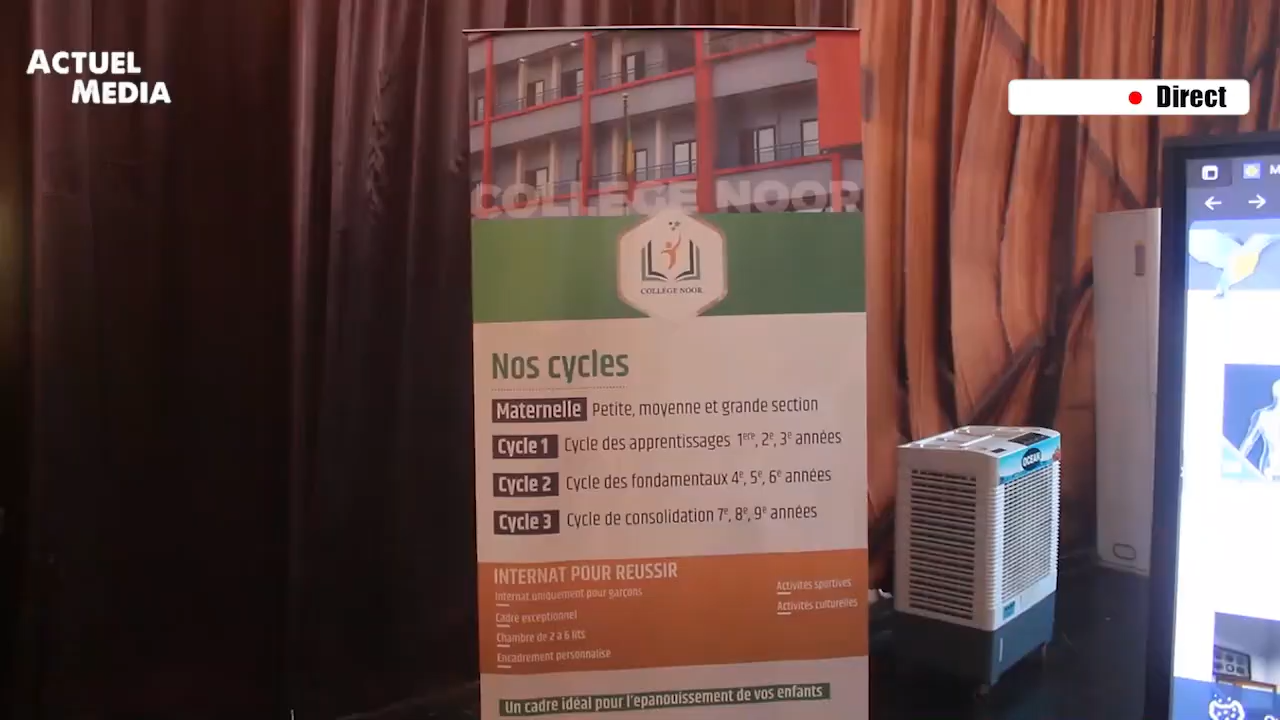 ACTUEL
MEDIA
Direct
COLLEGE NOOR
COLLEGE NOOR
Nos cycles
Maternelle Petite, moyenne et grande section
Cycle 1 Cycle des apprentissages 1ere, 2e, 3e années
Cycle 2 Cycle des fondamentaux 4e, 5e, 6e années
Cycle 3 Cycle de consolidation 7e, 8e, 9e années
INTERNAT POUR REUSSIR
Internat uniquement pour garçons
Cadre exceptionnel
Chambre de 2 à 6 lits
Encadrement personnalisé
Activités sportives
Activités culturelles
Un cadre idéal pour l'epanouissement de vos enfants
OCEAN
M